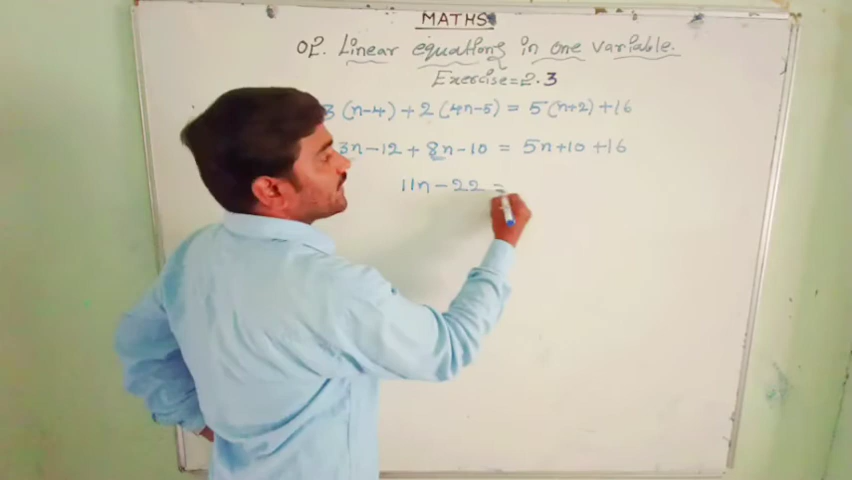 MATHS
02. Linear equations in one variable.
Exercise=2.3
3 (n-4) + 2 (4n-5) = 5 (n+2) +16
3n-12 + 8n-10 = 5n+10 +16
11n-22 =